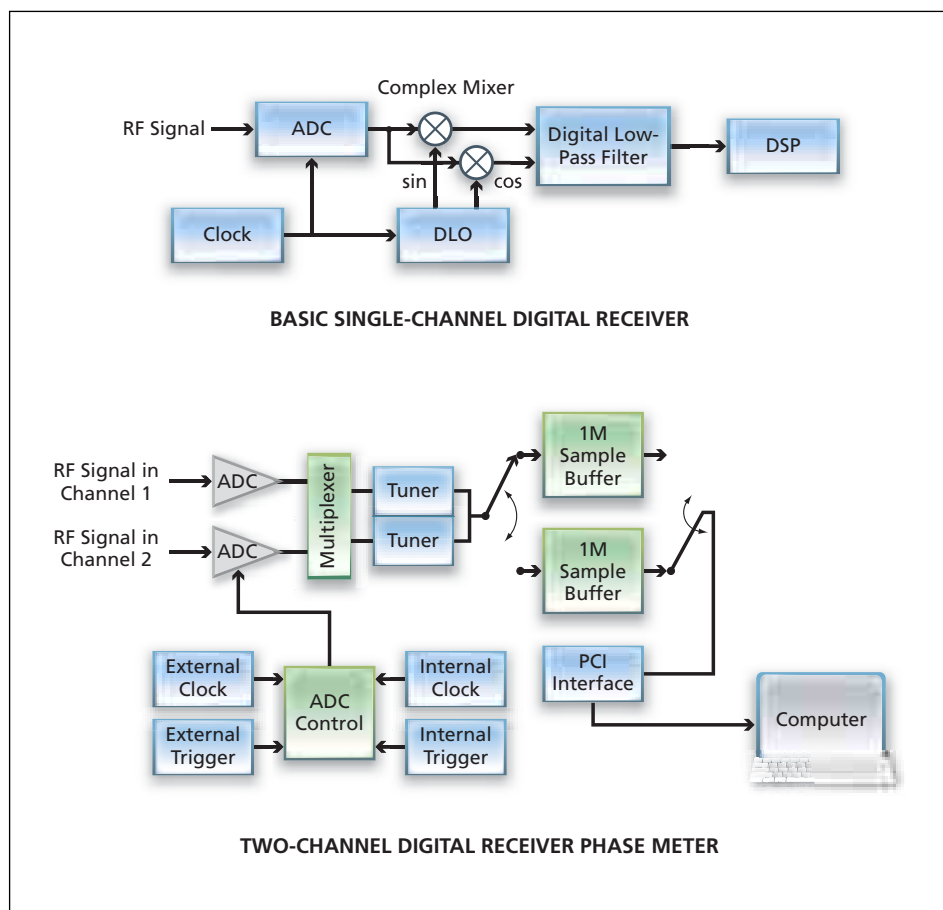 Complex Mixer
RF Signal
ADC
Digital Low-
Pass Filter
DSP
sin
cos
Clock
DLO
BASIC SINGLE-CHANNEL DIGITAL RECEIVER
1M
Sample
Buffer
RF Signal in
Channel 1
ADC
Multiplexer
Tuner
RF Signal in
Channel 2
ADC
Tuner
1M
Sample
Buffer
External
Clock
ADC
Control
Internal
Clock
PCI
Interface
External
Trigger
Internal
Trigger
Computer
TWO-CHANNEL DIGITAL RECEIVER PHASE METER